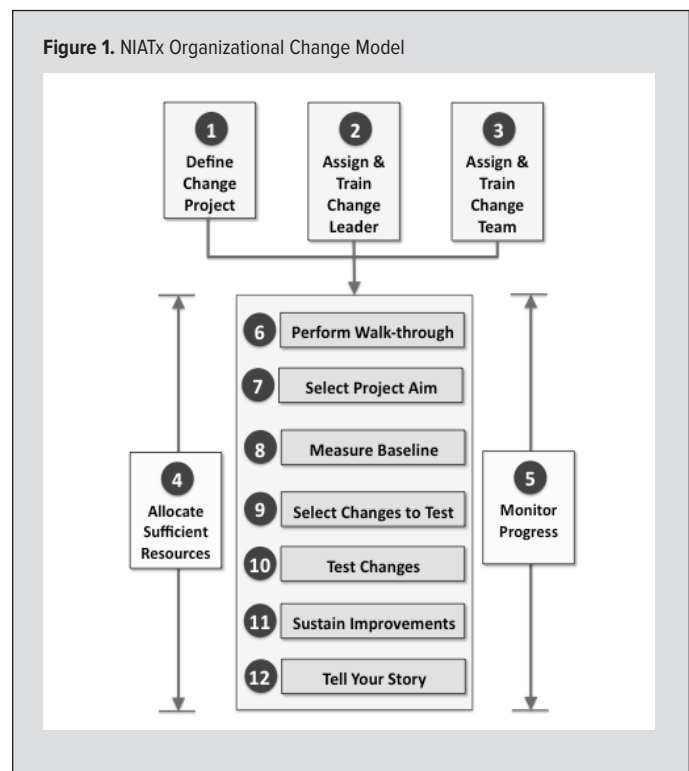 Figure 1. NIATx Organizational Change Model
1
Define
Change
Project
2
Assign &
Train
Change
Leader
3
Assign &
Train
Change
Team
4
Allocate
Sufficient
Resources
5
Monitor
Progress
6 Perform Walk-through
7 Select Project Aim
8 Measure Baseline
9 Select Changes to Test
10 Test Changes
11 Sustain Improvements
12 Tell Your Story